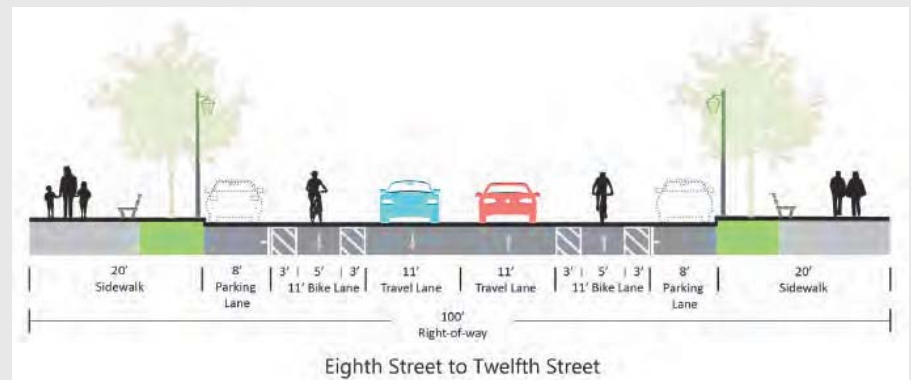 20' 8' 3' 5' 3' 11' 11' 3' 5' 3' 8' 20'
Sidewalk Parking 11' Bike Lane Travel Lane Travel Lane 11' Bike Lane Parking Sidewalk
Lane Lane
100'
Right-of-way
Eighth Street to Twelfth Street